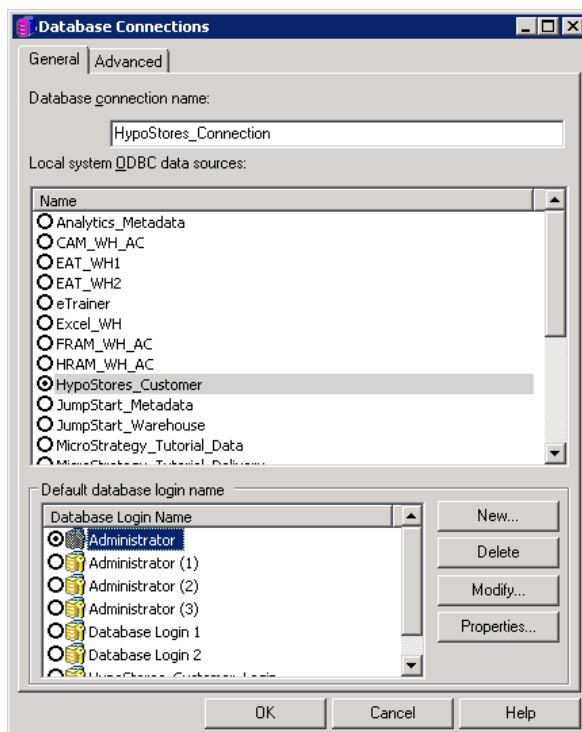 Database Connections
General Advanced
Database connection name:
HypoStores_Connection
Local system ODBC data sources:
Name
Analytics_Metadata
CAM_WH_AC
EAT_WH1
EAT_WH2
eTrainer
Excel_WH
FRAM_WH_AC
HRAM_WH_AC
HypoStores_Customer
JumpStart_Metadata
JumpStart_Warehouse
MicroStrategy_Tutorial_Data
MicroStrategy_Tutorial_Delivery
Default database login name
Database Login Name
Administrator
Administrator (1)
Administrator (2)
Administrator (3)
Database Login 1
Database Login 2
HypoStores_Customer_Login
New...
Delete
Modify...
Properties...
OK Cancel Help